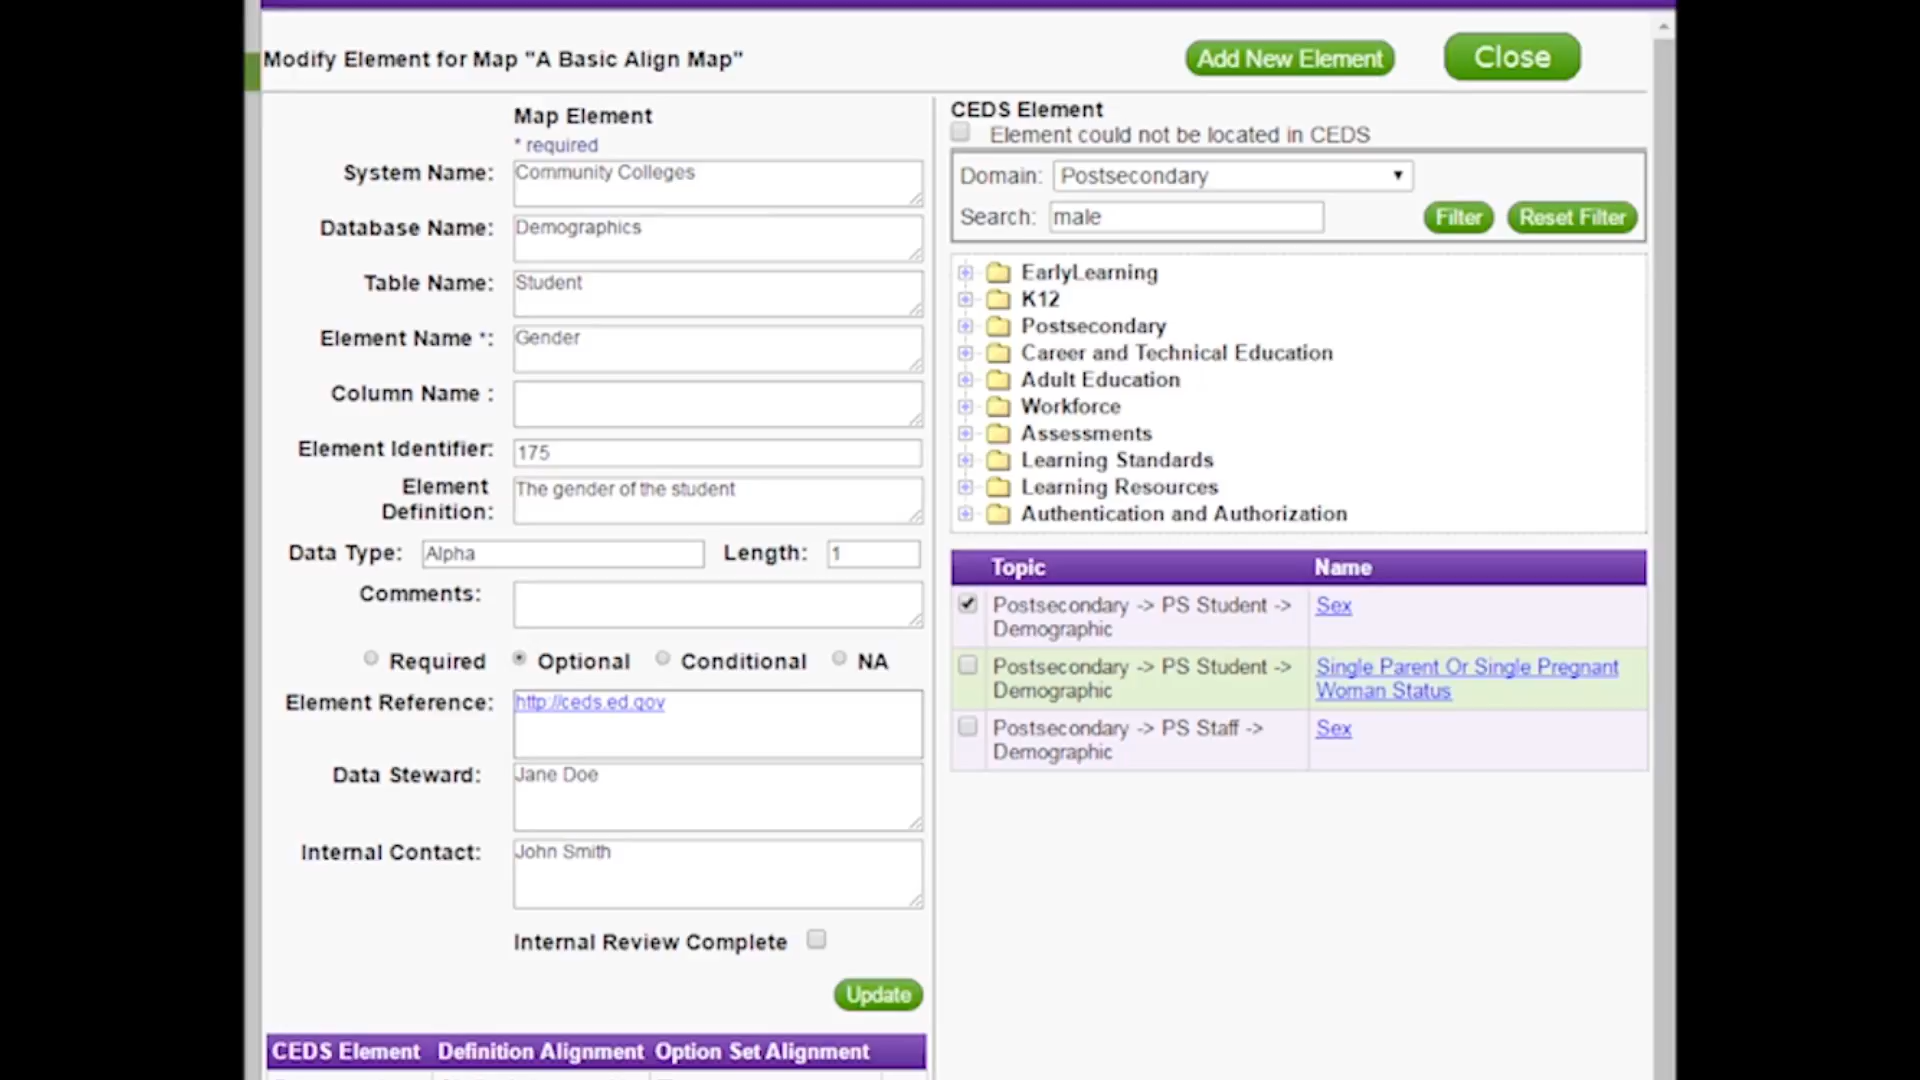 Modify Element for Map "A Basic Align Map"
Add New Element
Close
Map Element
* required
System Name:
Community Colleges
Database Name:
Demographics
Table Name:
Student
Element Name *:
Gender
Column Name :
Element Identifier:
175
Element
Definition:
The gender of the student
Data Type:
Alpha
Length:
1
Comments:
Required
Optional
Conditional
NA
Element Reference:
http://ceds.ed.gov
Data Steward:
Jane Doe
Internal Contact:
John Smith
Internal Review Complete
Update
CEDS Element
Definition Alignment
Option Set Alignment
CEDS Element
Element could not be located in CEDS
Domain:
Postsecondary
Search:
male
Filter
Reset Filter
EarlyLearning
K12
Postsecondary
Career and Technical Education
Adult Education
Workforce
Assessments
Learning Standards
Learning Resources
Authentication and Authorization
Topic
Name
Postsecondary -> PS Student ->
Demographic
Sex
Postsecondary -> PS Student ->
Demographic
Single Parent Or Single Pregnant
Woman Status
Postsecondary -> PS Staff ->
Demographic
Sex